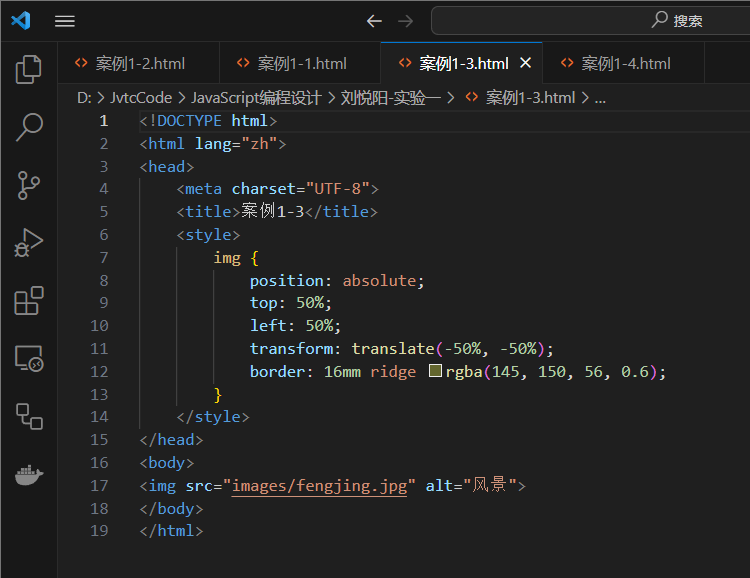 搜索
案例1-2.html
案例1-1.html
案例1-3.html
案例1-4.html
D: > JvtcCode > JavaScript编程设计 > 刘悦阳-实验一 > 案例1-3.html > ...
1 <!DOCTYPE html>
2 <html lang="zh">
3 <head>
4 <meta charset="UTF-8">
5 <title>案例1-3</title>
6 <style>
7 img {
8 position: absolute;
9 top: 50%;
10 left: 50%;
11 transform: translate(-50%, -50%);
12 border: 16mm ridge rgba(145, 150, 56, 0.6);
13 }
14 </style>
15 </head>
16 <body>
17 <img src="images/fengjing.jpg" alt="风景">
18 </body>
19 </html>